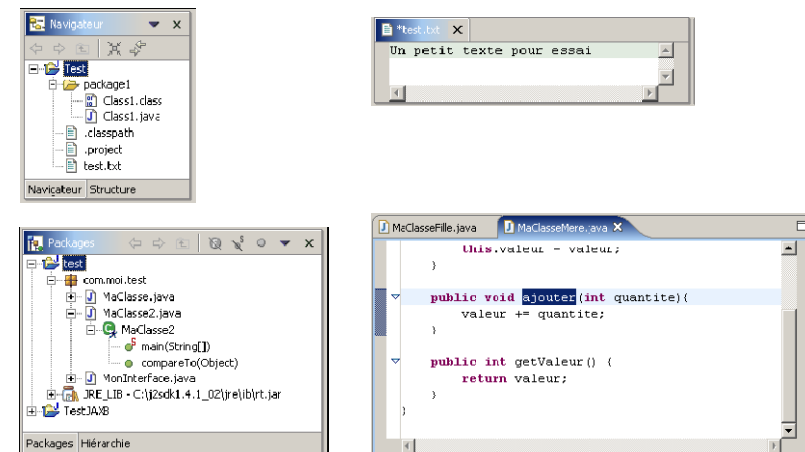 Navigateur
Test
package1
Class1.class
Class1.java
.classpath
.project
test.txt
Navigateur Structure
*test.txt
Un petit texte pour essai
Packages
test
com.moi.test
MaClasse.java
MaClasse2.java
MaClasse2
main(String[])
compareTo(Object)
MonInterface.java
JRE_LIB - C:\j2sdk1.4.1_02\jre\lib\rt.jar
TestJAXB
Packages Hiérarchie
MaClasseFille.java MaClasseMere.java
this.valeur = valeur;
}
public void ajouter(int quantite){
valeur += quantite;
}
public int getValeur() {
return valeur;
}
}